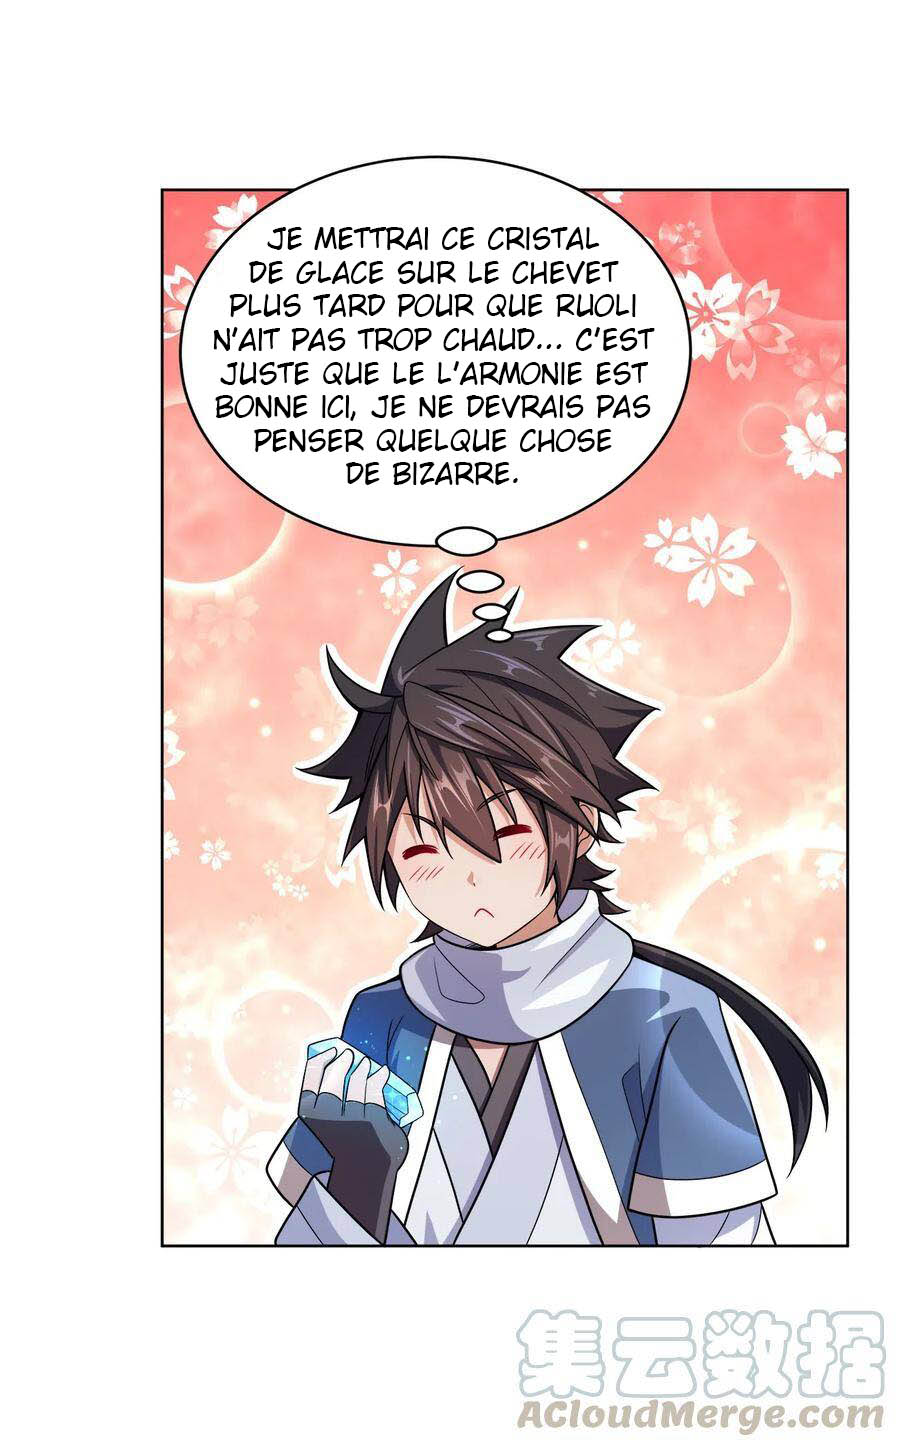 JE METTRAI CE CRISTAL
DE GLACE SUR LE CHEVET
PLUS TARD POUR QUE RUOLI
N'AIT PAS TROP CHAUD... C'EST
JUSTE QUE LE L'ARMONIE EST
BONNE ICI, JE NE DEVRAIS PAS
PENSER QUELQUE CHOSE
DE BIZARRE.
集云数据
ACloudMerge.com